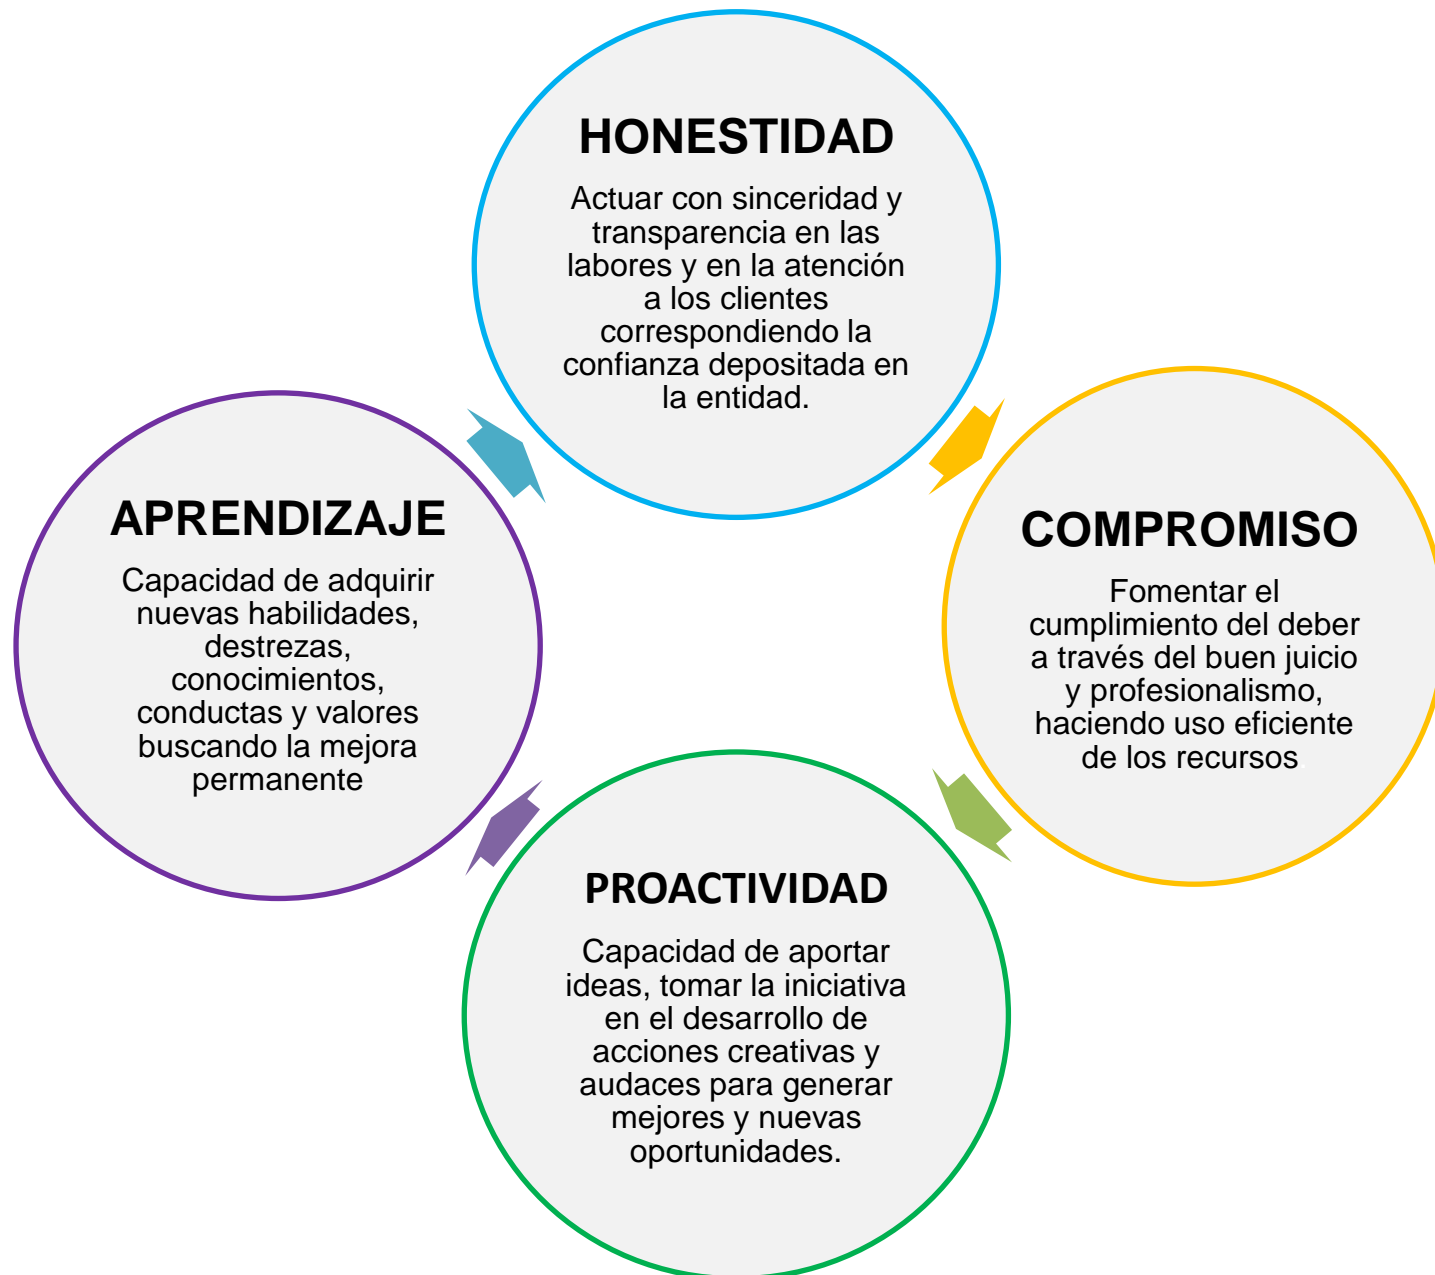 HONESTIDAD
Actuar con sinceridad y
transparencia en las
labores y en la atención
a los clientes
correspondiendo la
confianza depositada en
la entidad.
COMPROMISO
Fomentar el
cumplimiento del deber
a través del buen juicio
y profesionalismo,
haciendo uso eficiente
de los recursos
PROACTIVIDAD
Capacidad de aportar
ideas, tomar la iniciativa
en el desarrollo de
acciones creativas y
audaces para generar
mejores y nuevas
oportunidades.
APRENDIZAJE
Capacidad de adquirir
nuevas habilidades,
destrezas,
conocimientos,
conductas y valores
buscando la mejora
permanente